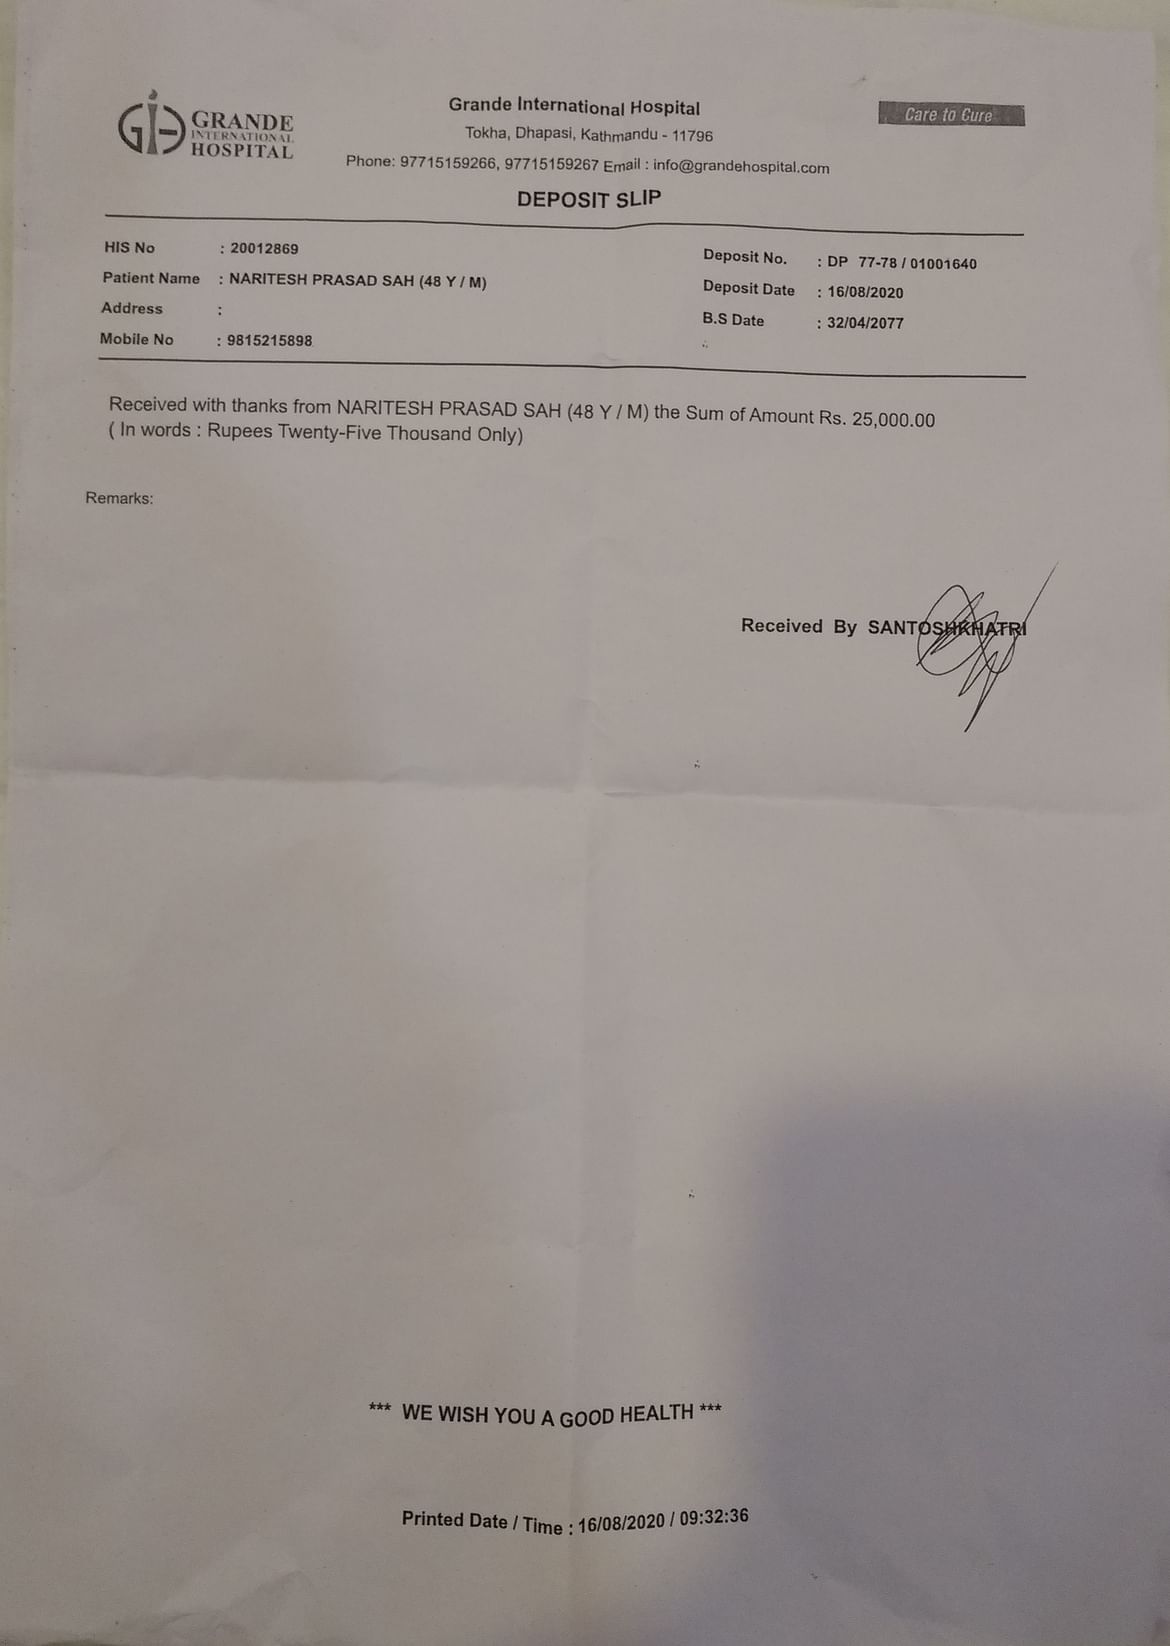 GRANDE
INTERNATIONAL
HOSPITAL
Grande International Hospital
Care to Cure
Tokha, Dhapasi, Kathmandu - 11796
Phone: 97715159266, 97715159267 Email : info@grandehospital.com
DEPOSIT SLIP
HIS No : 20012869
Patient Name : NARITESH PRASAD SAH (48 Y / M)
Address :
Mobile No : 9815215898
Deposit No. : DP 77-78 / 01001640
Deposit Date : 16/08/2020
B.S Date : 32/04/2077
Received with thanks from NARITESH PRASAD SAH (48 Y / M) the Sum of Amount Rs. 25,000.00
( In words : Rupees Twenty-Five Thousand Only)
Remarks:
Received By SANTOSHKHATRI
*** WE WISH YOU A GOOD HEALTH ***
Printed Date / Time : 16/08/2020 / 09:32:36